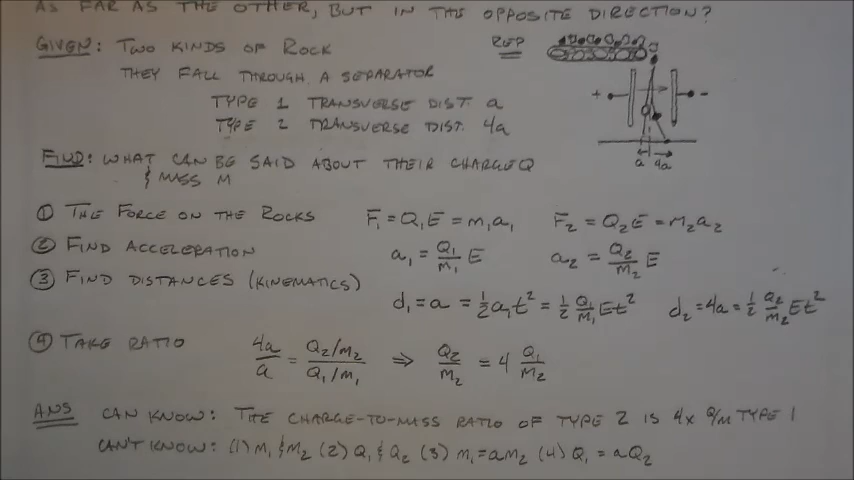 AS FAR AS THE OTHER, BUT IN THE OPPOSITE DIRECTION?
GIVEN: TWO KINDS OF ROCK
REP
THEY FALL THROUGH A SEPARATOR
TYPE 1 TRANSVERSE DIST. a
TYPE 2 TRANSVERSE DIST. 4a
+ -
a 4a
FIND: WHAT CAN BE SAID ABOUT THEIR CHARGE Q
& MASS M
① THE FORCE ON THE ROCKS F₁ = Q₁E = m₁a₁ F₂ = Q₂E = m₂a₂
② FIND ACCELERATION a₁ = Q₁/m₁ E a₂ = Q₂/m₂ E
③ FIND DISTANCES (KINEMATICS)
d₁ = a = ½a₁t² = ½ Q₁/m₁ Et² d₂ = 4a = ½ Q₂/m₂ Et²
④ TAKE RATIO 4a/a = Q₂/m₂ / Q₁/m₁ ⇒ Q₂/m₂ = 4 Q₁/m₂
ANS CAN KNOW: THE CHARGE-TO-MASS RATIO OF TYPE 2 IS 4x Q/M TYPE 1
CAN'T KNOW: (1) M₁ & M₂ (2) Q₁ & Q₂ (3) m₁ = aM₂ (4) Q₁ = aQ₂